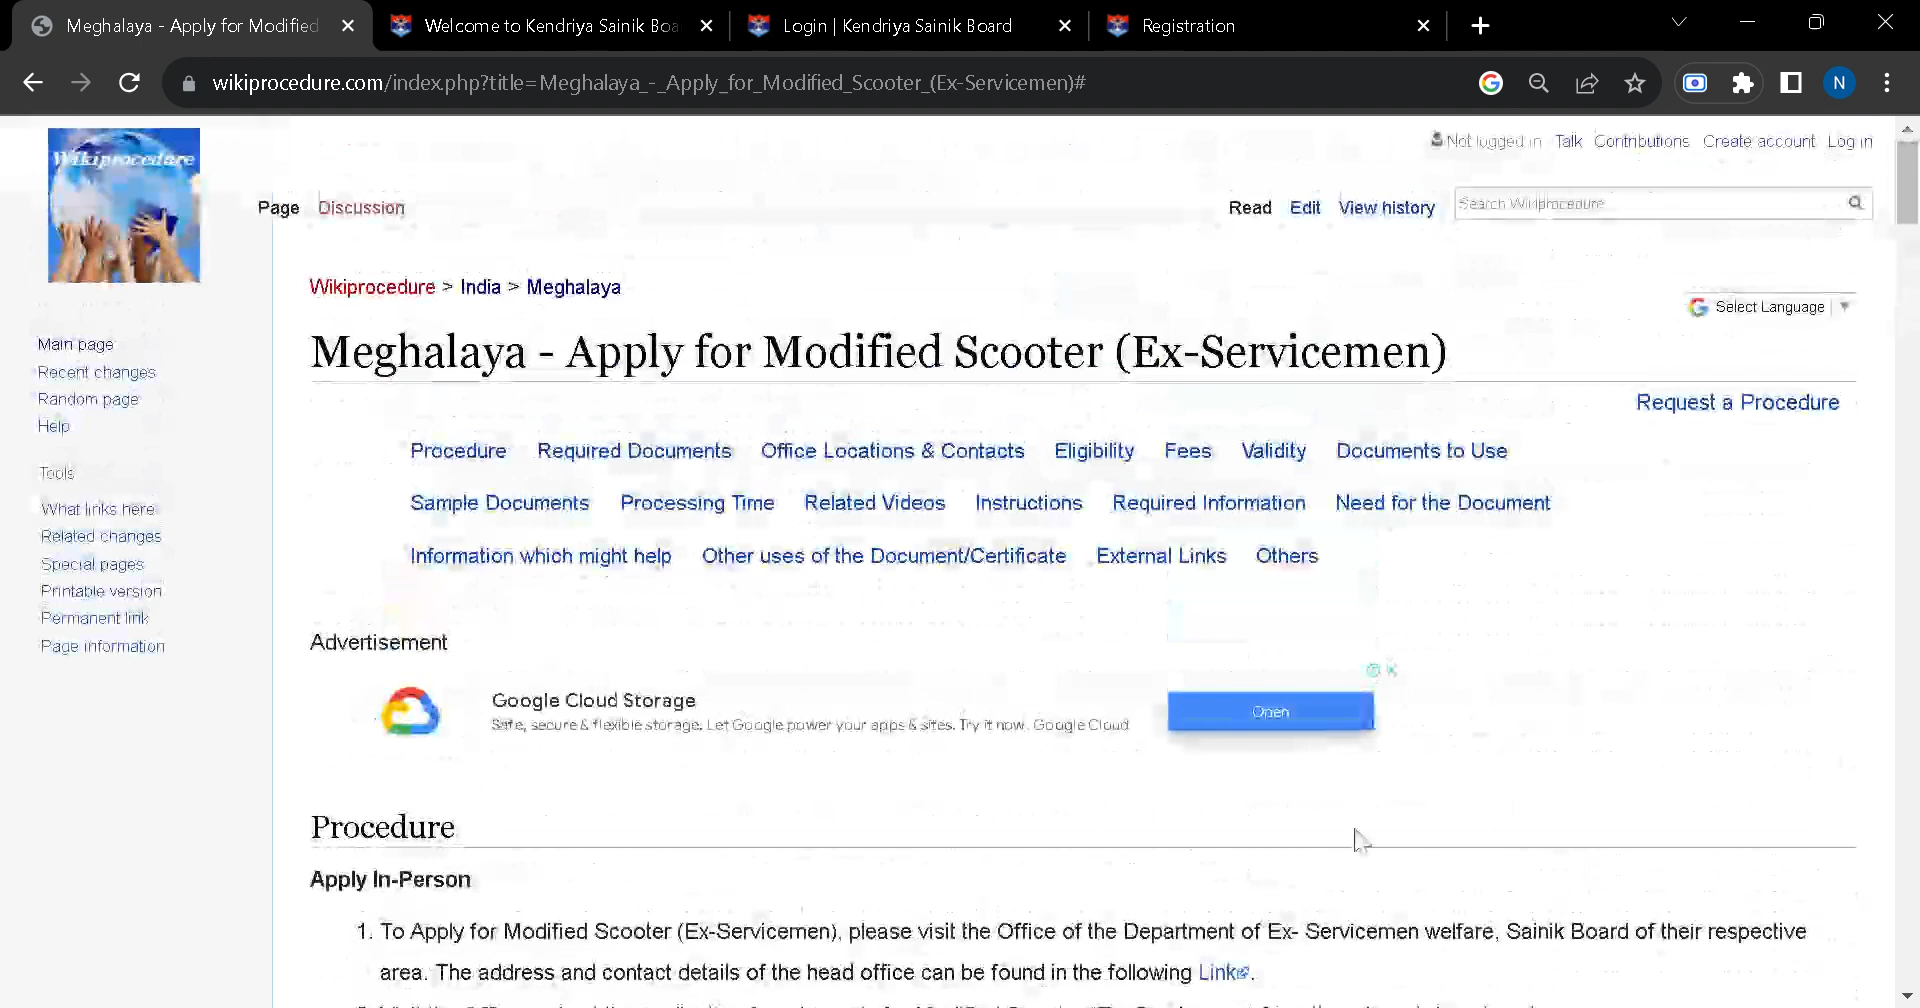 Meghalaya - Apply for Modified
Welcome to Kendriya Sainik Boa
Login | Kendriya Sainik Board
Registration
wikiprocedure.com/index.php?title=Meghalaya_-_Apply_for_Modified_Scooter_(Ex-Servicemen)#
N
Wikiprocedure
Not logged in Talk Contributions Create account Log in
Page Discussion
Read Edit View history
Search Wikiprocedure
Wikiprocedure > India > Meghalaya
Select Language
Main page
Recent changes
Random page
Help
Tools
What links here
Related changes
Special pages
Printable version
Permanent link
Page information
Meghalaya - Apply for Modified Scooter (Ex-Servicemen)
Request a Procedure
Procedure Required Documents Office Locations & Contacts Eligibility Fees Validity Documents to Use
Sample Documents Processing Time Related Videos Instructions Required Information Need for the Document
Information which might help Other uses of the Document/Certificate External Links Others
Advertisement
Google Cloud Storage
Safe, secure & flexible storage. Let Google power your apps & sites. Try it now. Google Cloud
Open
Procedure
Apply In-Person
1. To Apply for Modified Scooter (Ex-Servicemen), please visit the Office of the Department of Ex- Servicemen welfare, Sainik Board of their respective
area. The address and contact details of the head office can be found in the following Link.